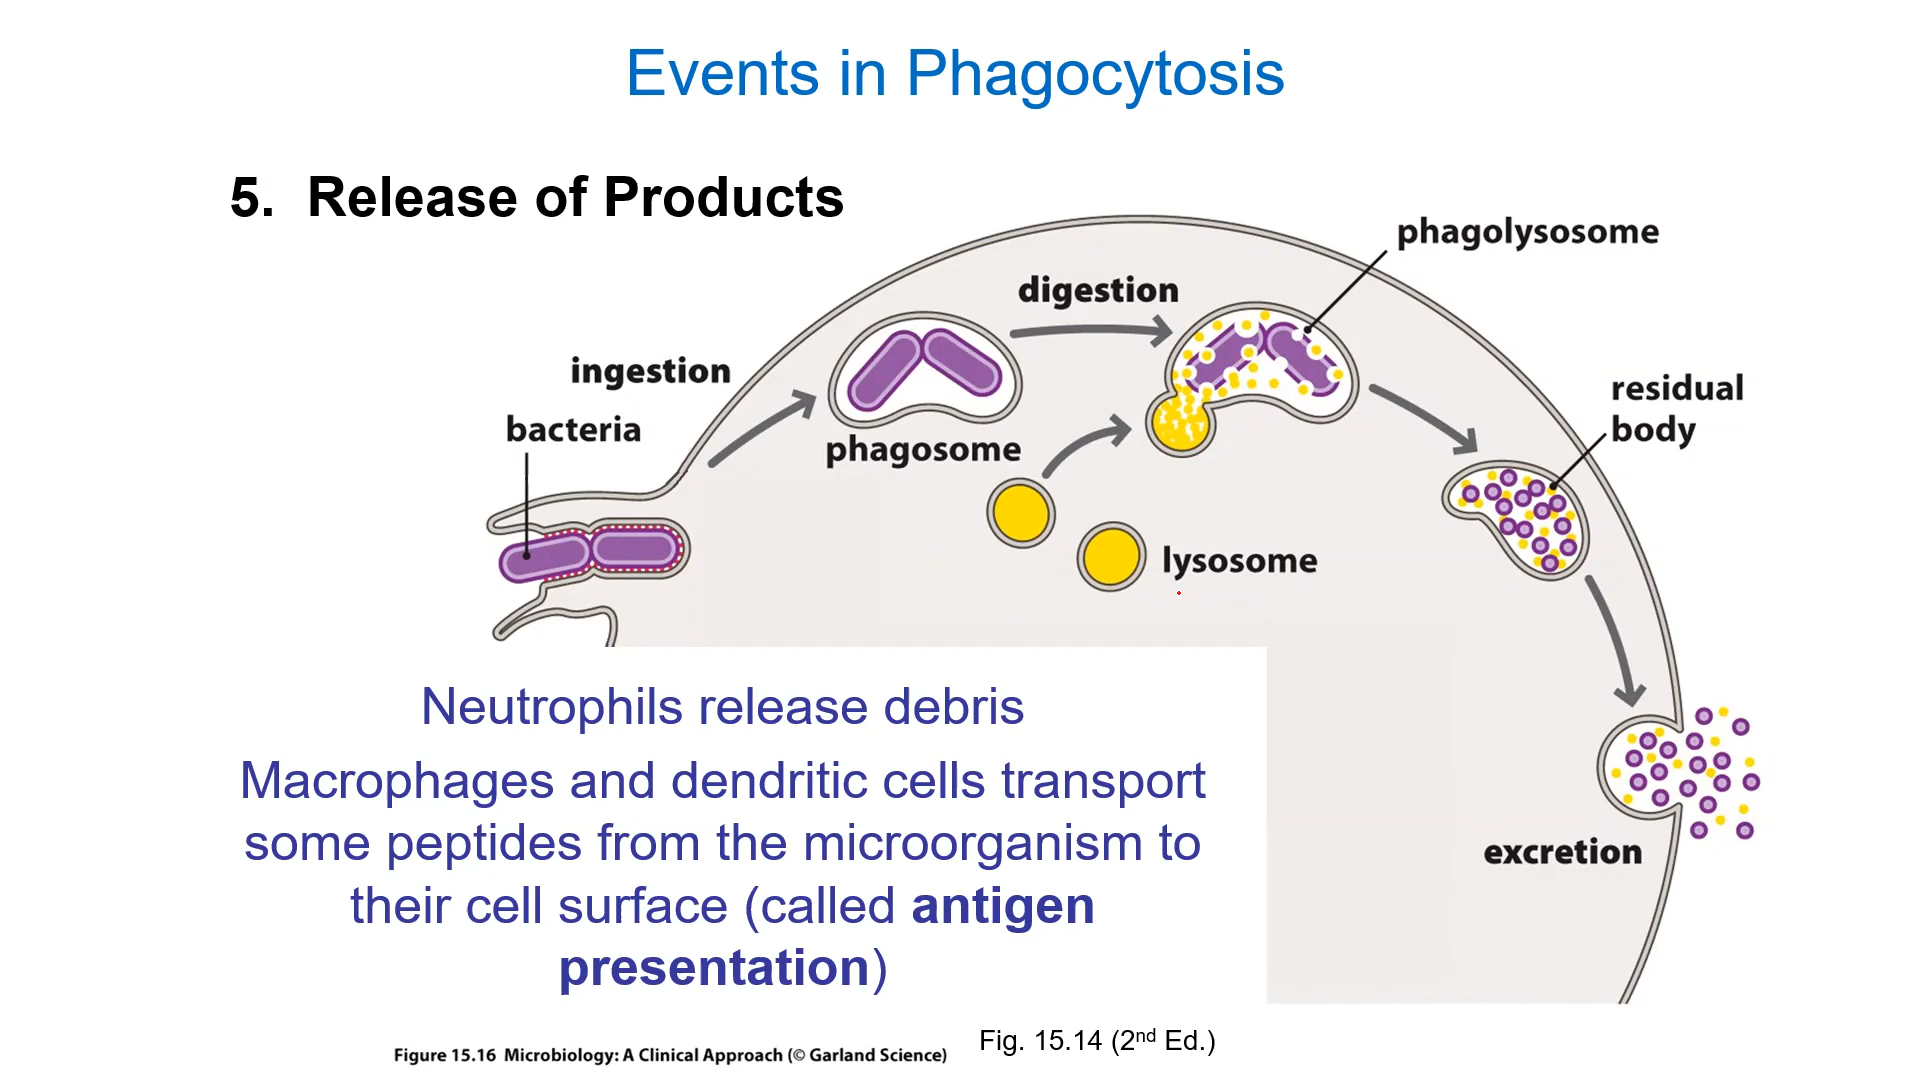 Events in Phagocytosis
5. Release of Products
phagolysosome
digestion
ingestion
residual
body
bacteria
phagosome
lysosome
Neutrophils release debris
Macrophages and dendritic cells transport
some peptides from the microorganism to
their cell surface (called antigen
presentation)
excretion
Figure 15.16 Microbiology: A Clinical Approach (© Garland Science)
Fig. 15.14 (2nd Ed.)